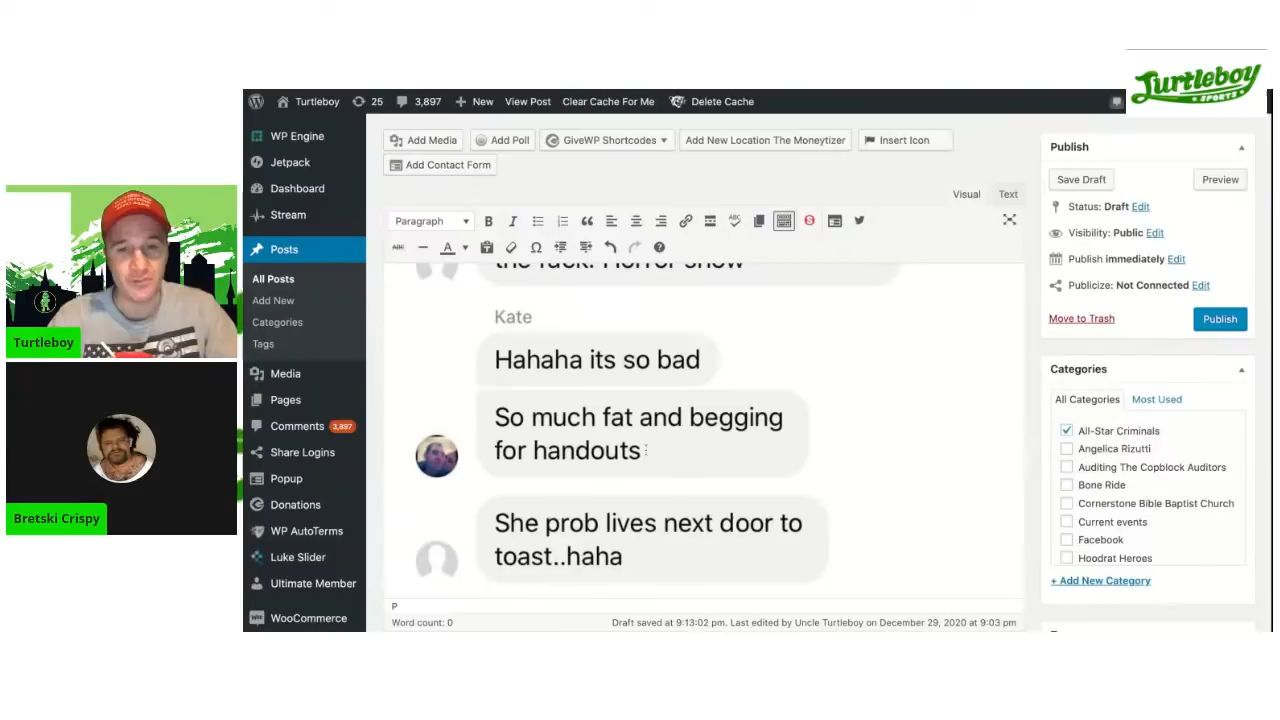 Turtleboy
SPORTS
Turtleboy 25 3,897 New View Post Clear Cache For Me Delete Cache
WP Engine
Jetpack
Dashboard
Stream
Posts
All Posts
Add New
Categories
Tags
Media
Pages
Comments 3,897
Share Logins
Popup
Donations
WP AutoTerms
Luke Slider
Ultimate Member
WooCommerce
Add Media Add Poll GiveWP Shortcodes Add New Location The Moneytizer Insert Icon
Add Contact Form
Visual Text
Paragraph
the fuck. Horror show
Kate
Hahaha its so bad
So much fat and begging
for handouts
She prob lives next door to
toast..haha
P
Word count: 0 Draft saved at 9:13:02 pm. Last edited by Uncle Turtleboy on December 29, 2020 at 9:03 pm
Publish
Save Draft Preview
Status: Draft Edit
Visibility: Public Edit
Publish immediately Edit
Publicize: Not Connected Edit
Move to Trash Publish
Categories
All Categories Most Used
All-Star Criminals
Angelica Rizutti
Auditing The Copblock Auditors
Bone Ride
Cornerstone Bible Baptist Church
Current events
Facebook
Hoodrat Heroes
+ Add New Category
Turtleboy
Bretski Crispy